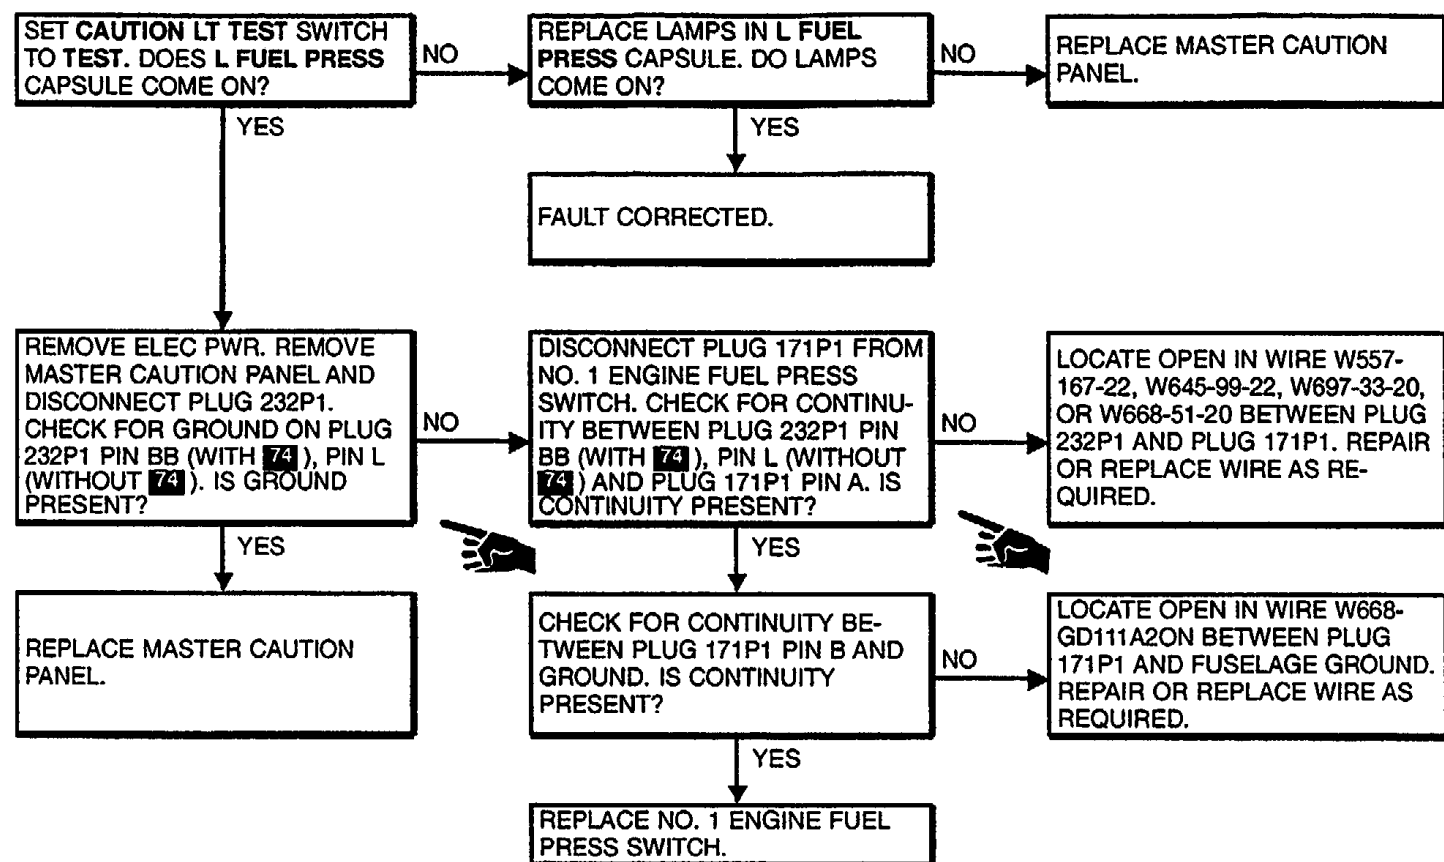 SET CAUTION LT TEST SWITCH
TO TEST. DOES L FUEL PRESS
CAPSULE COME ON?
NO
REPLACE LAMPS IN L FUEL
PRESS CAPSULE. DO LAMPS
COME ON?
NO
REPLACE MASTER CAUTION
PANEL.
YES
YES
FAULT CORRECTED.
REMOVE ELEC PWR. REMOVE
MASTER CAUTION PANEL AND
DISCONNECT PLUG 232P1.
CHECK FOR GROUND ON PLUG
232P1 PIN BB (WITH 74 ), PIN L
(WITHOUT 74 ). IS GROUND
PRESENT?
NO
DISCONNECT PLUG 171P1 FROM
NO. 1 ENGINE FUEL PRESS
SWITCH. CHECK FOR CONTINU-
ITY BETWEEN PLUG 232P1 PIN
BB (WITH 74 ), PIN L (WITHOUT
74 ) AND PLUG 171P1 PIN A. IS
CONTINUITY PRESENT?
NO
LOCATE OPEN IN WIRE W557-
167-22, W645-99-22, W697-33-20,
OR W668-51-20 BETWEEN PLUG
232P1 AND PLUG 171P1. REPAIR
OR REPLACE WIRE AS RE-
QUIRED.
YES
YES
REPLACE MASTER CAUTION
PANEL.
CHECK FOR CONTINUITY BE-
TWEEN PLUG 171P1 PIN B AND
GROUND. IS CONTINUITY
PRESENT?
NO
LOCATE OPEN IN WIRE W668-
GD111A2ON BETWEEN PLUG
171P1 AND FUSELAGE GROUND.
REPAIR OR REPLACE WIRE AS
REQUIRED.
YES
REPLACE NO. 1 ENGINE FUEL
PRESS SWITCH.